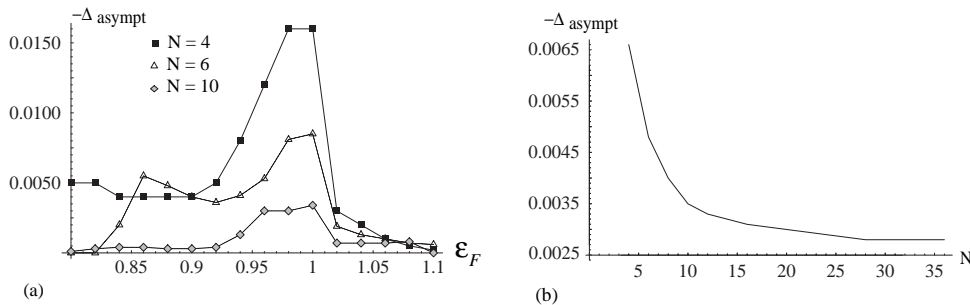 −Δ asympt
0.0150
0.0100
0.0050
N = 4
N = 6
N = 10
0.85 0.9 0.95 1 1.05 1.1
ε_F
(a)
−Δ asympt
0.0065
0.0055
0.0045
0.0035
0.0025
5 10 15 20 25 30 35
N
(b)